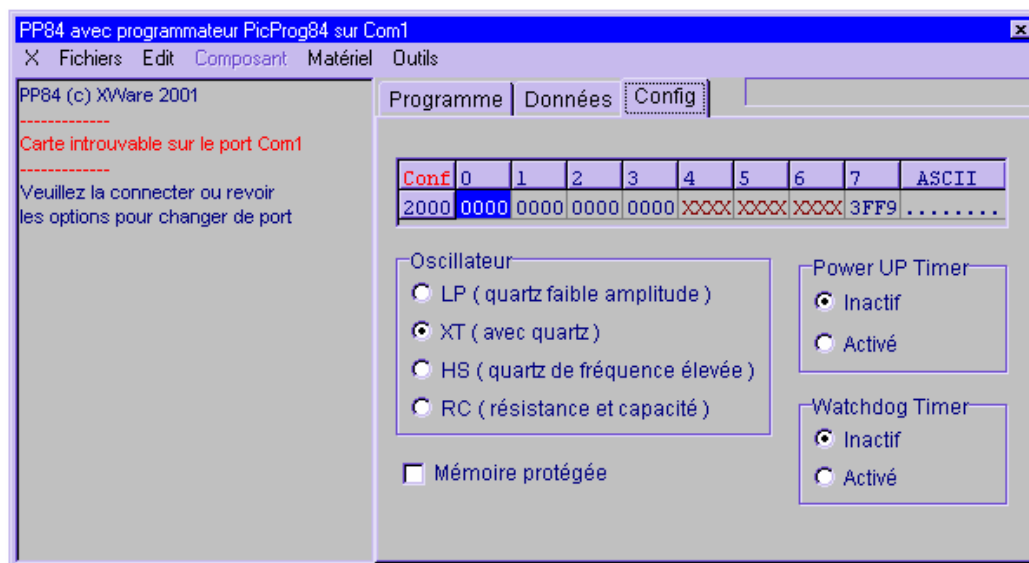 PP84 avec programmateur PicProg84 sur Com1
X Fichiers Edit Composant Matériel Outils
PP84 (c) XWare 2001
-------------
Carte introuvable sur le port Com1
-------------
Veuillez la connecter ou revoir
les options pour changer de port
Programme Données Config
Conf 0 1 2 3 4 5 6 7 ASCII
2000 0000 0000 0000 0000 XXXX XXXX XXXX 3FF9 ........
Oscillateur
LP ( quartz faible amplitude )
XT ( avec quartz )
HS ( quartz de fréquence élevée )
RC ( résistance et capacité )
Mémoire protégée
Power UP Timer
Inactif
Activé
Watchdog Timer
Inactif
Activé